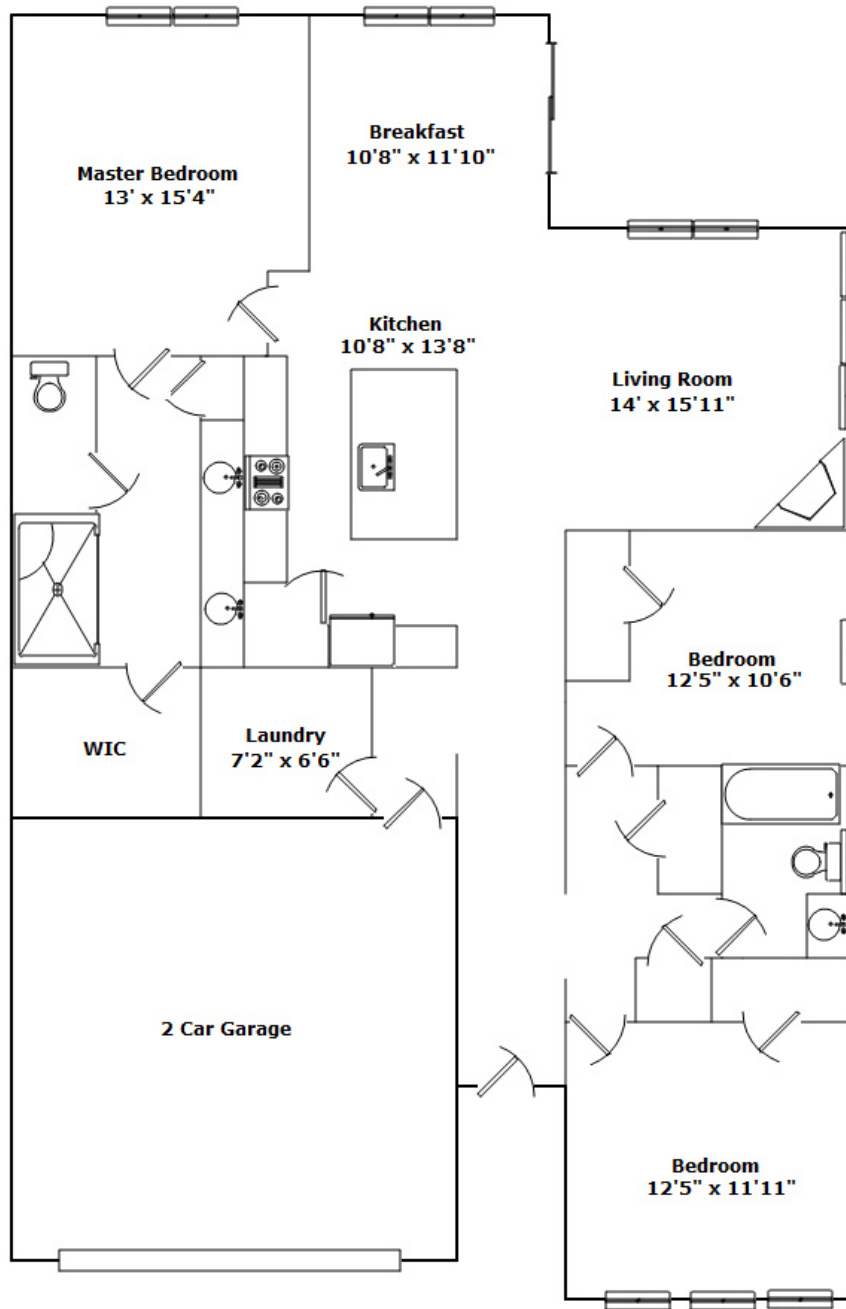 Breakfast
10'8" x 11'10"
Master Bedroom
13' x 15'4"
Kitchen
10'8" x 13'8"
Living Room
14' x 15'11"
Bedroom
12'5" x 10'6"
Laundry
7'2" x 6'6"
WIC
2 Car Garage
Bedroom
12'5" x 11'11"